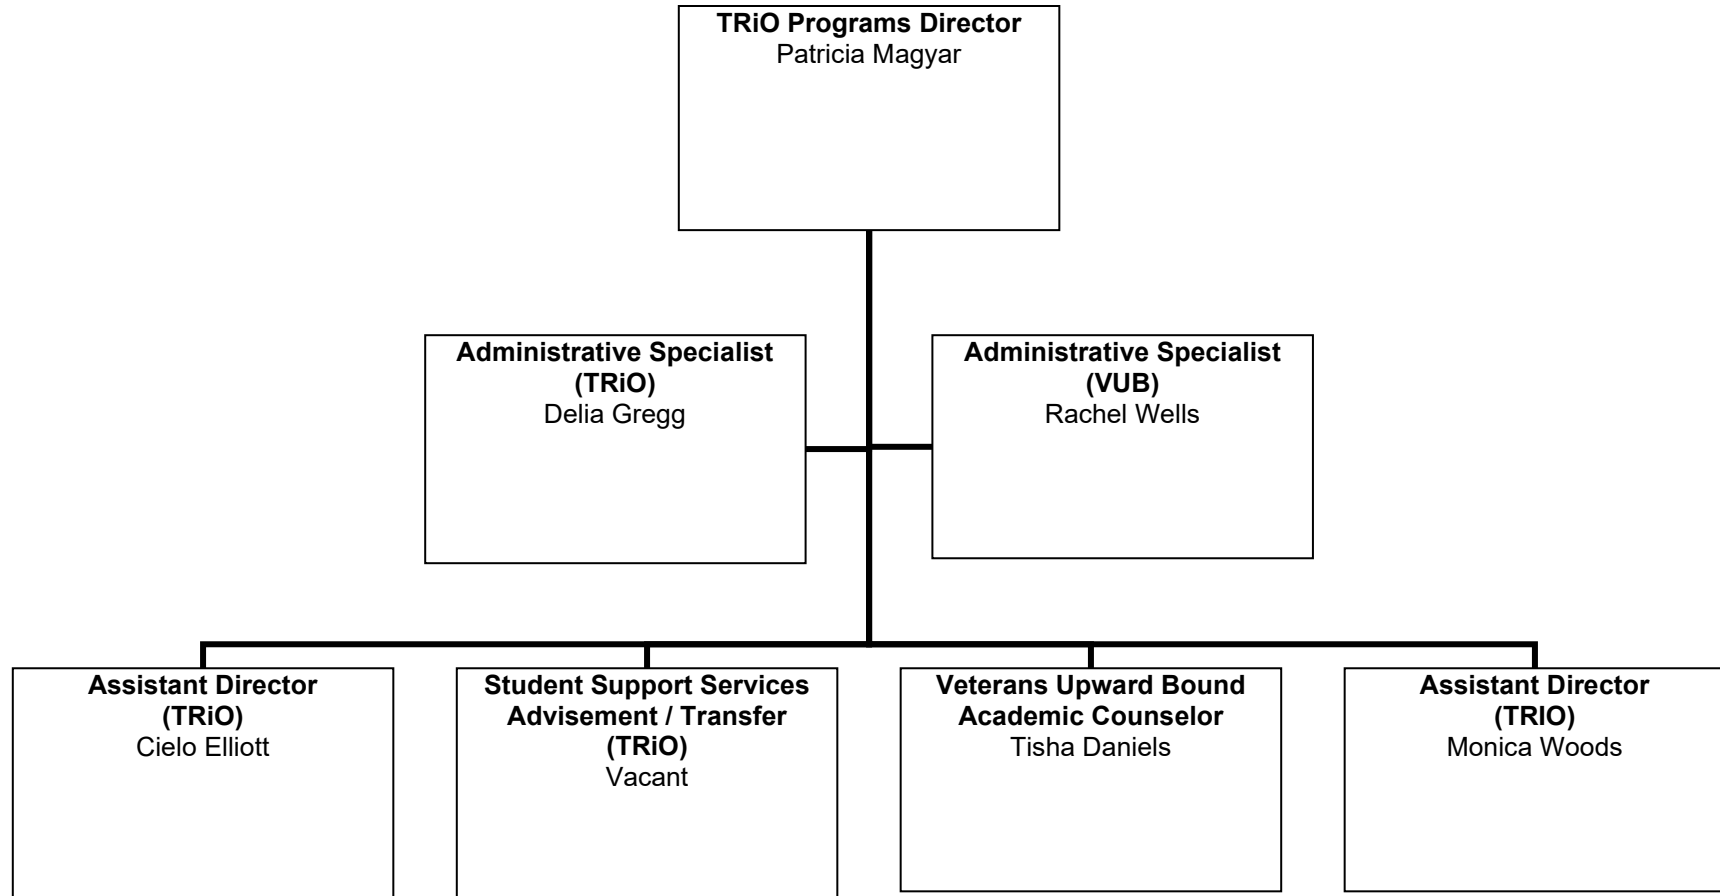 TRiO Programs Director
Patricia Magyar
Administrative Specialist
(TRiO)
Delia Gregg
Administrative Specialist
(VUB)
Rachel Wells
Assistant Director
(TRiO)
Cielo Elliott
Student Support Services
Advisement / Transfer
(TRiO)
Vacant
Veterans Upward Bound
Academic Counselor
Tisha Daniels
Assistant Director
(TRIO)
Monica Woods